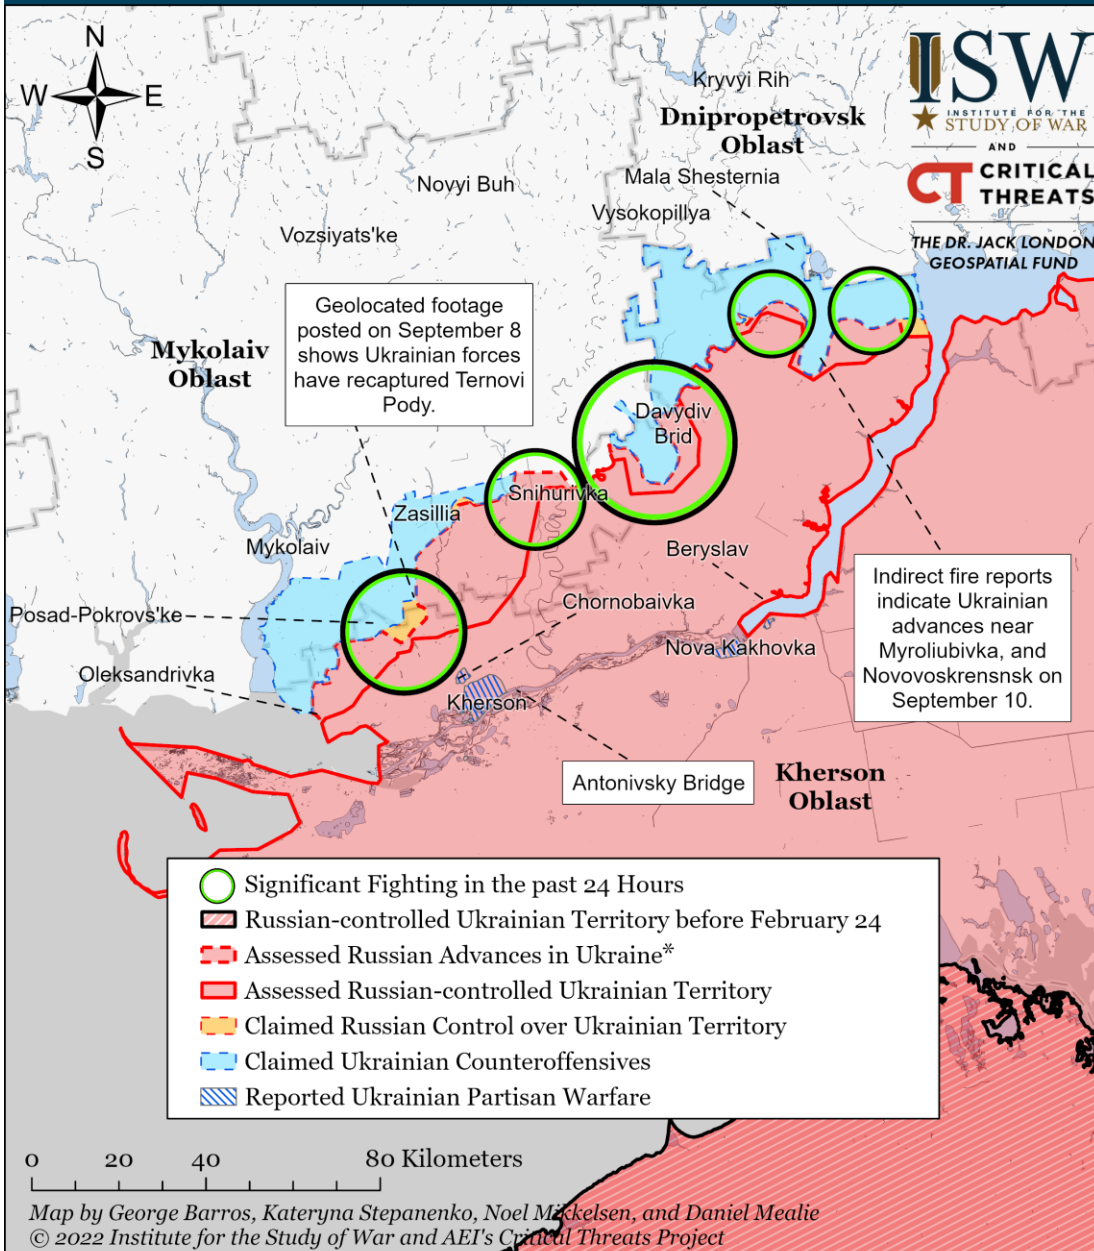 N
W E
S
ISW
INSTITUTE FOR THE
STUDY OF WAR
AND
CT CRITICAL
THREATS
THE DR. JACK LONDON
GEOSPATIAL FUND
Kryvyi Rih
Dnipropetrovsk
Oblast
Mala Shesternia
Novyi Buh
Vysokopillya
Vozsiyats'ke
Geolocated footage
posted on September 8
shows Ukrainian forces
have recaptured Ternovi
Pody.
Mykolaiv
Oblast
Davydiv
Brid
Snihurivka
Zasillia
Mykolaiv
Beryslav
Chornobaivka
Posad-Pokrovs'ke
Nova Kakhovka
Oleksandrivka
Kherson
Indirect fire reports
indicate Ukrainian
advances near
Myroliubivka, and
Novovoskrensnsk on
September 10.
Antonivsky Bridge
Kherson
Oblast
Significant Fighting in the past 24 Hours
Russian-controlled Ukrainian Territory before February 24
Assessed Russian Advances in Ukraine*
Assessed Russian-controlled Ukrainian Territory
Claimed Russian Control over Ukrainian Territory
Claimed Ukrainian Counteroffensives
Reported Ukrainian Partisan Warfare
0 20 40 80 Kilometers
Map by George Barros, Kateryna Stepanenko, Noel Mikkelsen, and Daniel Mealie
© 2022 Institute for the Study of War and AEI's Critical Threats Project